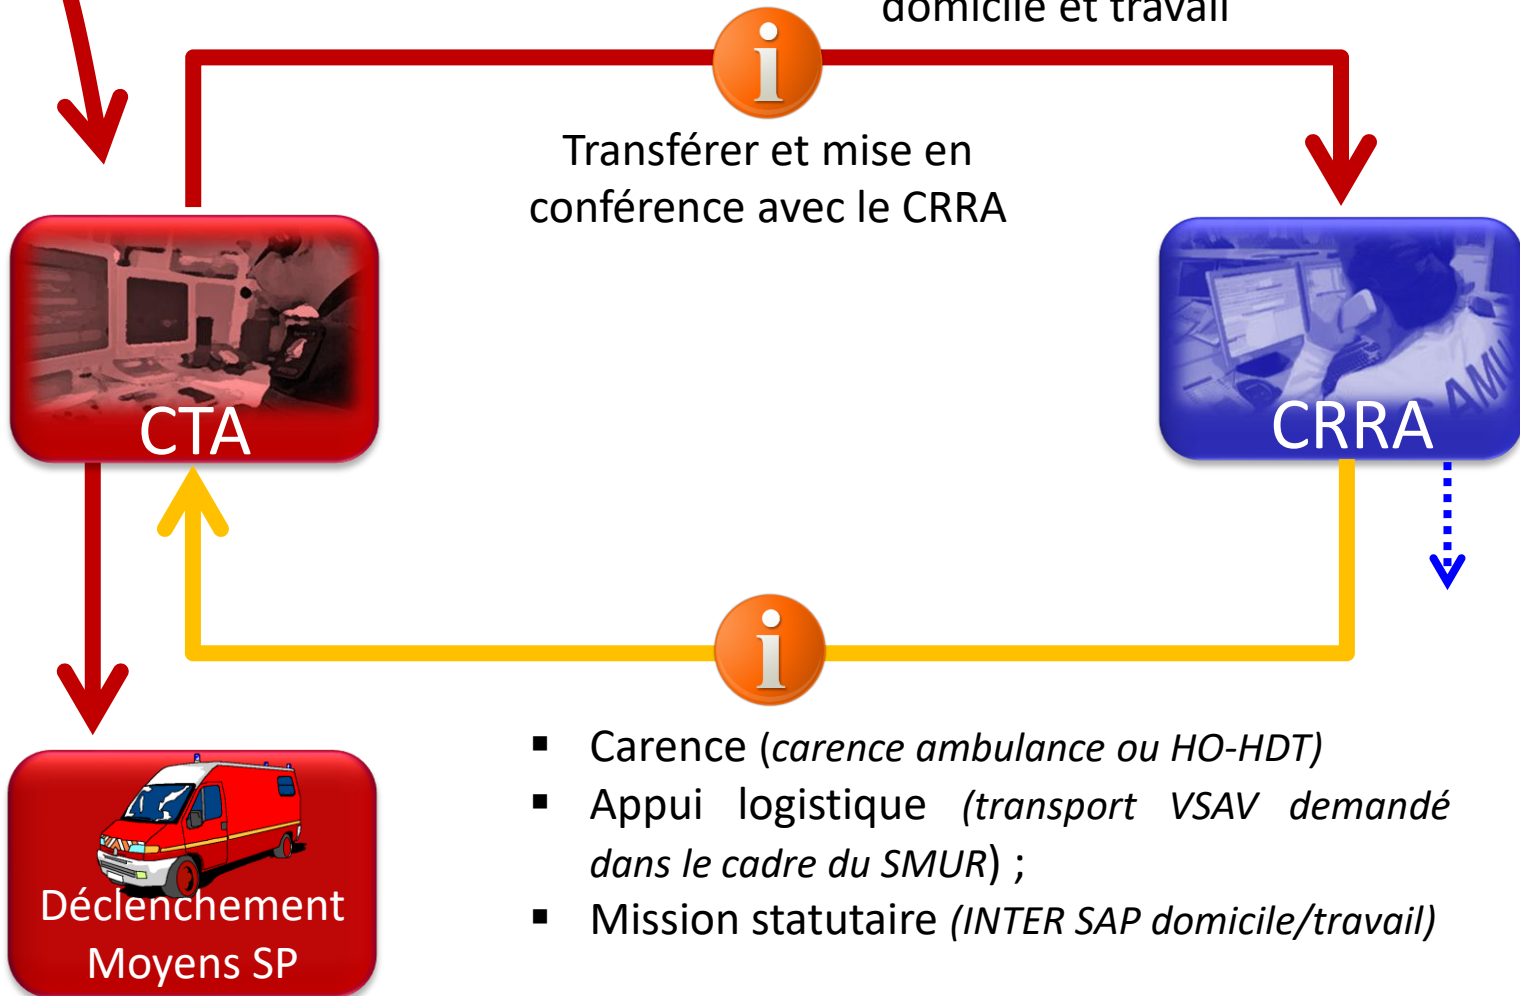 domicile et travail
Transférer et mise en
conférence avec le CRRA
CTA
CRRA
AMU
▪ Carence (carence ambulance ou HO-HDT)
▪ Appui logistique (transport VSAV demandé
dans le cadre du SMUR) ;
▪ Mission statutaire (INTER SAP domicile/travail)
Déclenchement
Moyens SP